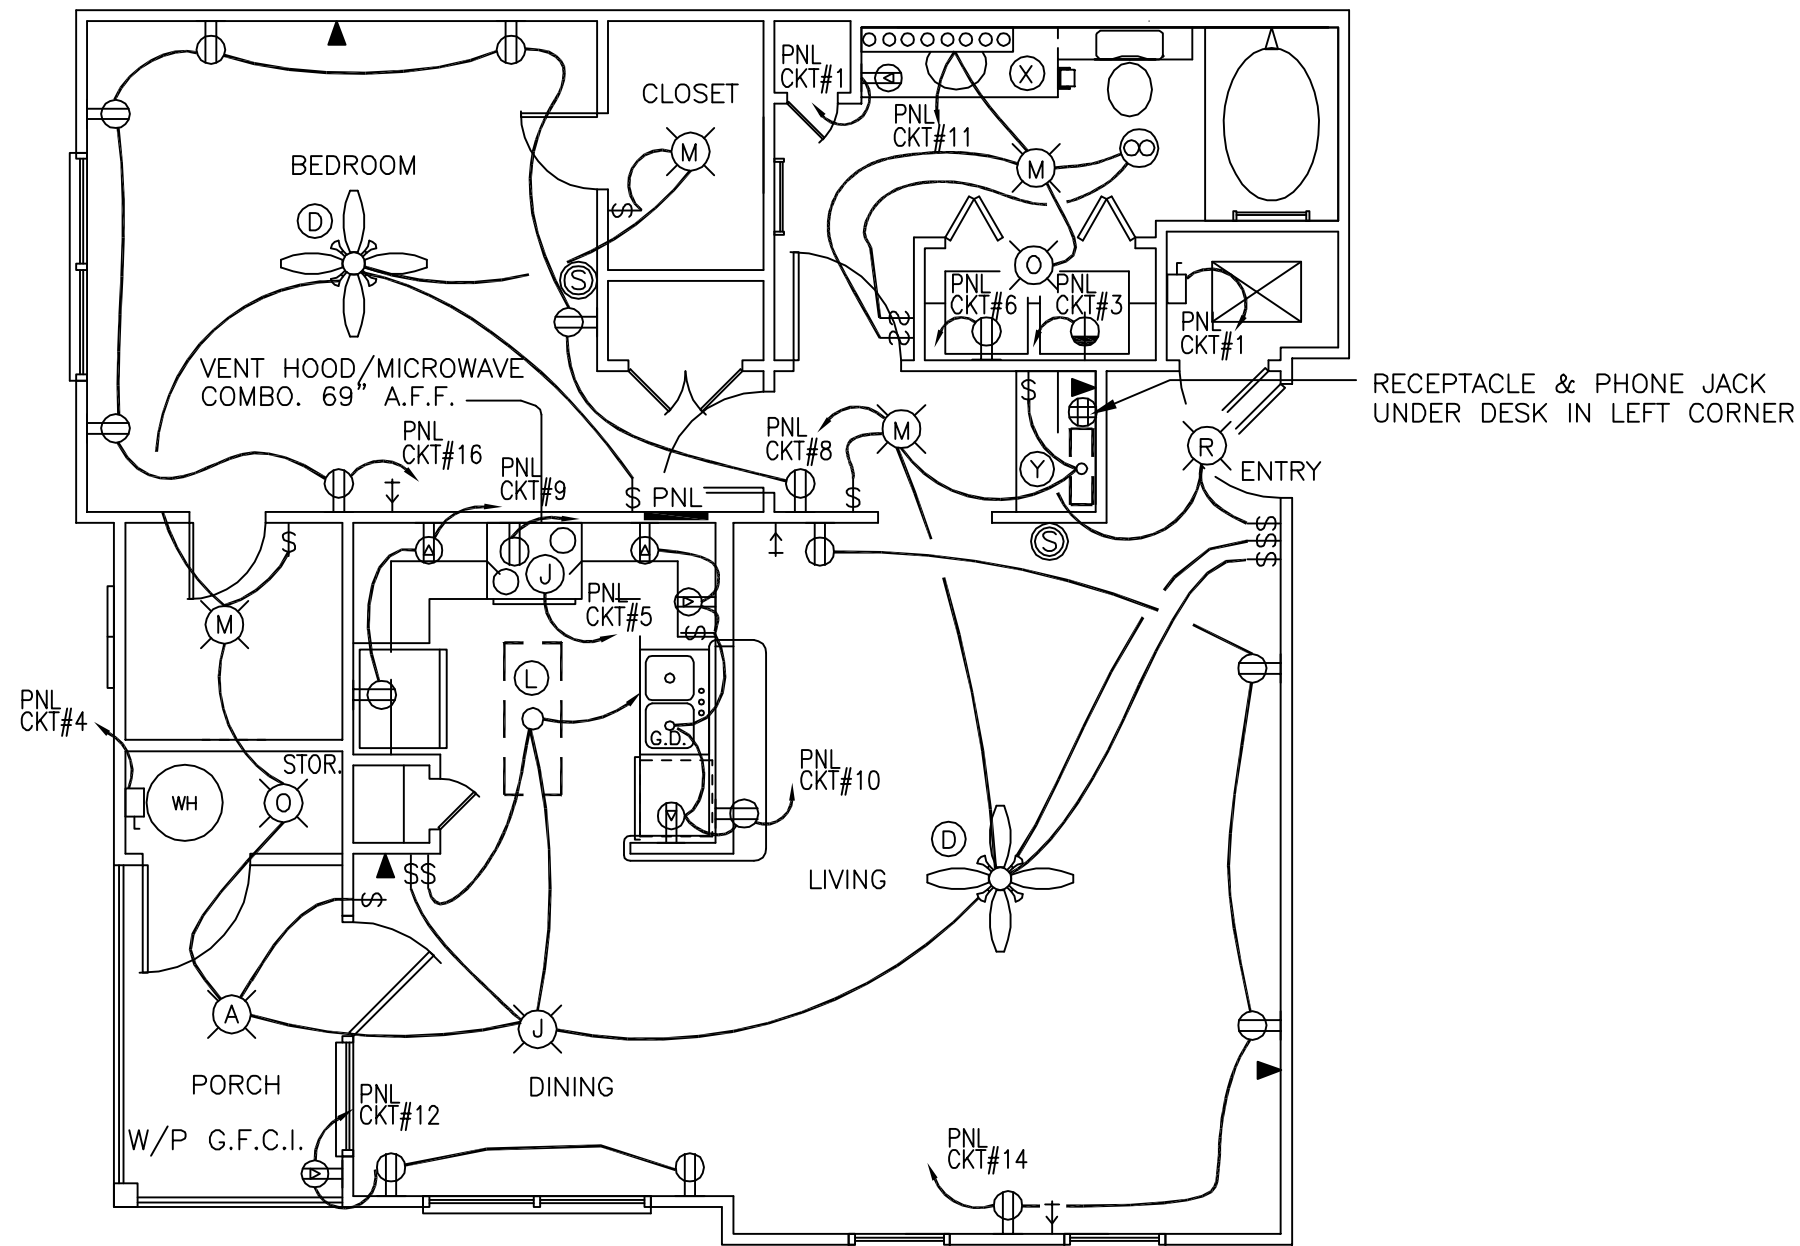 PNL
CKT#1
CLOSET
X
PNL
CKT#11
M
M
BEDROOM
D
S
S
O
PNL
CKT#6
PNL
CKT#3
S
S
PNL
CKT#1
VENT HOOD/MICROWAVE
COMBO. 69" A.F.F.
RECEPTACLE & PHONE JACK
UNDER DESK IN LEFT CORNER
S
PNL
CKT#16
PNL
CKT#8
M
R
ENTRY
PNL
CKT#9
Y
S
PNL
S
S
S
S
S
S
S
J
PNL
CKT#5
M
S
L
PNL
CKT#4
G.D.
STOR.
PNL
CKT#10
WH
O
D
SS
LIVING
S
A
J
PORCH
DINING
PNL
CKT#12
W/P G.F.C.I.
PNL
CKT#14